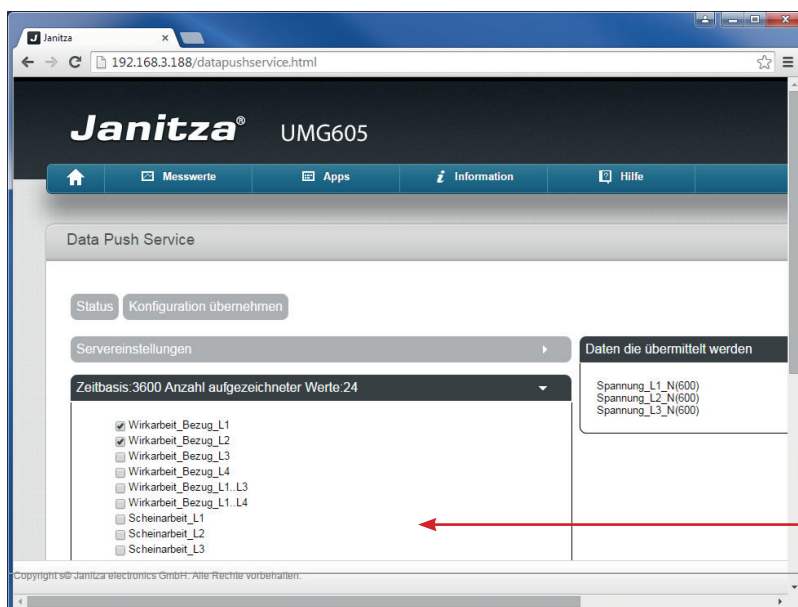 Janitza
192.168.3.188/datapushservice.html
Janitza® UMG605
Messwerte Apps Information Hilfe
Data Push Service
Status Konfiguration übernehmen
Servereinstellungen
Zeitbasis:3600 Anzahl aufgezeichneter Werte:24
Wirkarbeit_Bezug_L1
Wirkarbeit_Bezug_L2
Wirkarbeit_Bezug_L3
Wirkarbeit_Bezug_L4
Wirkarbeit_Bezug_L1..L3
Wirkarbeit_Bezug_L1..L4
Scheinarbeit_L1
Scheinarbeit_L2
Scheinarbeit_L3
Daten die übermittelt werden
Spannung_L1_N(600)
Spannung_L2_N(600)
Spannung_L3_N(600)
Copyright s© Janitza electronics GmbH. Alle Rechte vorbehalten.